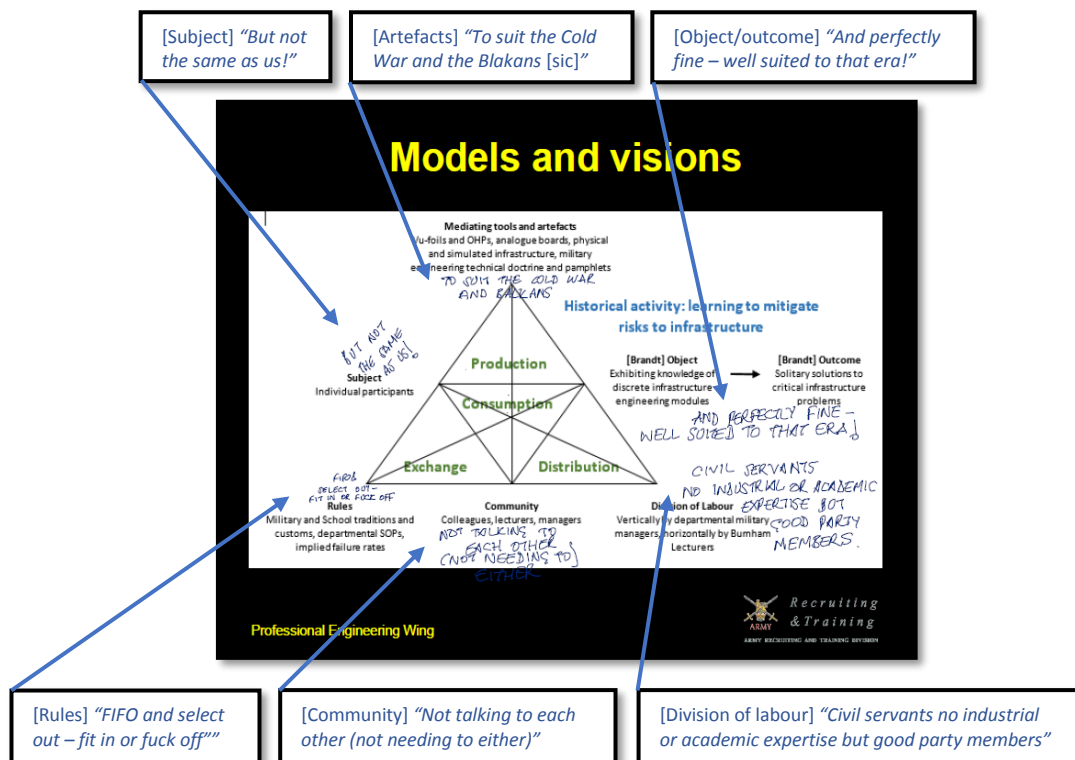 [Subject] “But not
the same as us!”
[Artefacts] “To suit the Cold
War and the Blakans [sic]”
[Object/outcome] “And perfectly
fine – well suited to that era!”
Models and visions
Mediating tools and artefacts
Vu-foils and OHPs, analogue boards, physical
and simulated infrastructure, military
engineering technical doctrine and pamphlets
TO SUIT THE COLD WAR
AND BALKANS
Historical activity: learning to mitigate
risks to infrastructure
BUT NOT
THE SAME
AS US!
Subject
Individual participants
Production
Consumption
Exchange
Distribution
[Brandt] Object
Exhibiting knowledge of
discrete infrastructure
engineering modules
[Brandt] Outcome
Solitary solutions to
critical infrastructure
problems
AND PERFECTLY FINE –
WELL SUITED TO THAT ERA!
FIFO &
SELECT OUT –
FIT IN OR FUCK OFF
Rules
Military and School traditions and
customs, departmental SOPs,
implied failure rates
Community
Colleagues, lecturers, managers
NOT TALKING TO
EACH OTHER
(NOT NEEDING TO)
EITHER
CIVIL SERVANTS
NO INDUSTRIAL OR ACADEMIC
EXPERTISE BUT
GOOD PARTY
MEMBERS.
Division of Labour
Vertically by departmental military
managers, horizontally by Burnham
Lecturers
Professional Engineering Wing
ARMY
Recruiting
& Training
ARMY RECRUITING AND TRAINING DIVISION
[Rules] “FIFO and select
out – fit in or fuck off””
[Community] “Not talking to each
other (not needing to either)”
[Division of labour] “Civil servants no industrial
or academic expertise but good party members”